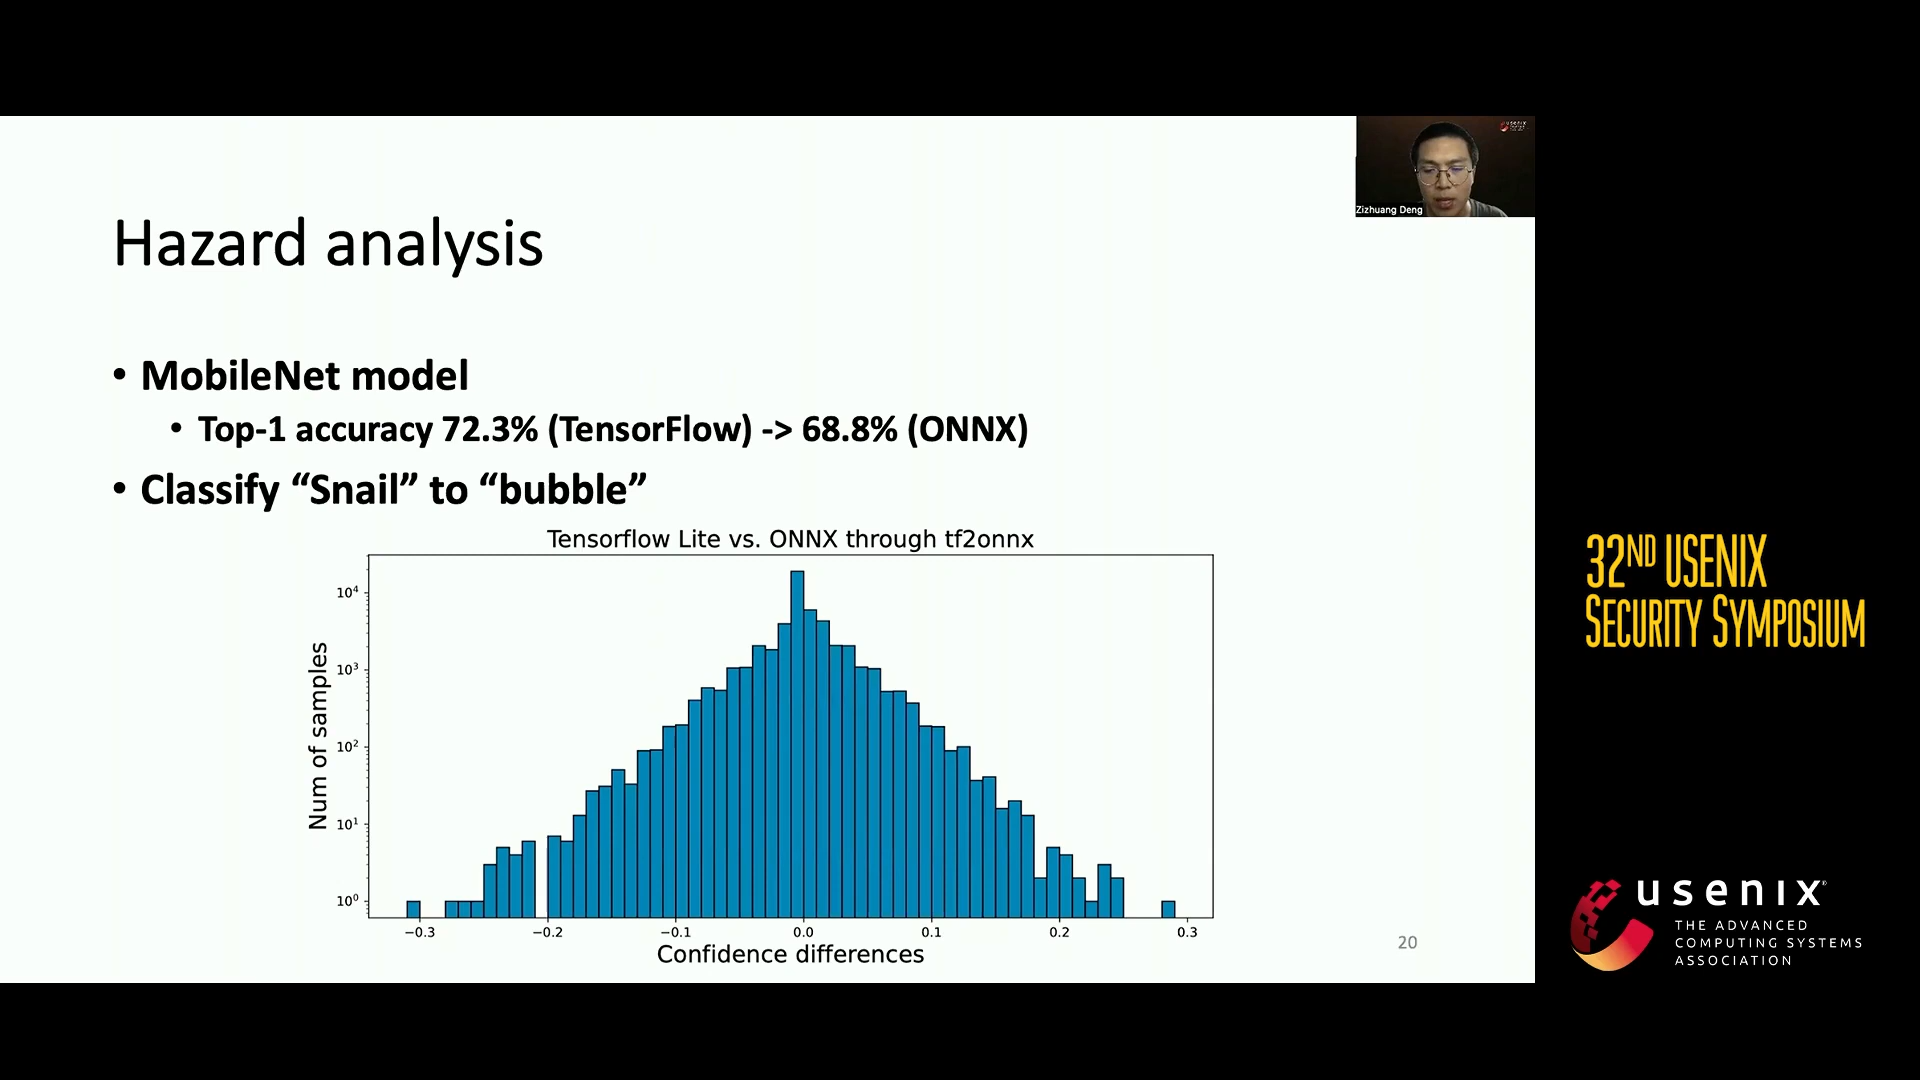 Zizhuang Deng
Hazard analysis
• MobileNet model
• Top-1 accuracy 72.3% (TensorFlow) -> 68.8% (ONNX)
• Classify “Snail” to “bubble”
Tensorflow Lite vs. ONNX through tf2onnx
Num of samples
10⁴
10³
10²
10¹
10⁰
−0.3 −0.2 −0.1 0.0 0.1 0.2 0.3
Confidence differences
20
32ND USENIX
SECURITY SYMPOSIUM
usenix®
THE ADVANCED
COMPUTING SYSTEMS
ASSOCIATION